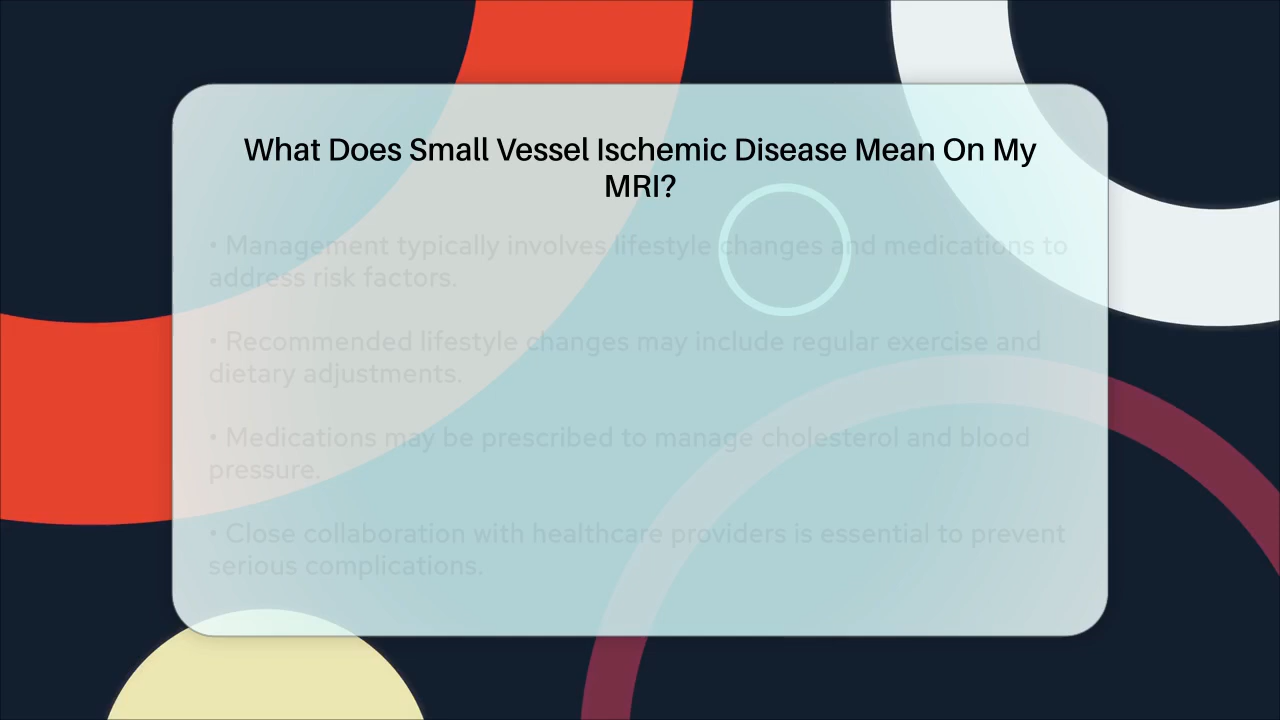 What Does Small Vessel Ischemic Disease Mean On My
MRI?
• Management typically involves lifestyle changes and medications to
address risk factors.
• Recommended lifestyle changes may include regular exercise and
dietary adjustments.
• Medications may be prescribed to manage cholesterol and blood
pressure.
• Close collaboration with healthcare providers is essential to prevent
serious complications.